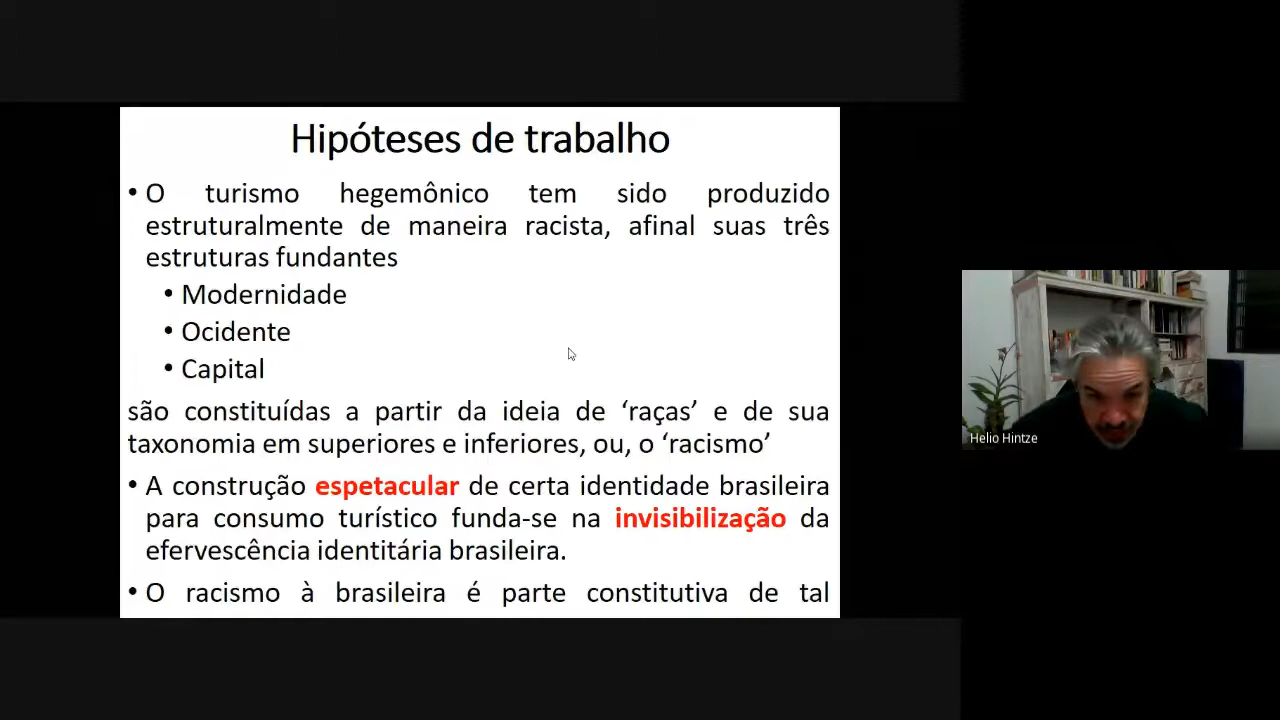 Hipóteses de trabalho
• O turismo hegemônico tem sido produzido
estruturalmente de maneira racista, afinal suas três
estruturas fundantes
• Modernidade
• Ocidente
• Capital
são constituídas a partir da ideia de ‘raças’ e de sua
taxonomia em superiores e inferiores, ou, o ‘racismo’
• A construção espetacular de certa identidade brasileira
para consumo turístico funda-se na invisibilização da
efervescência identitária brasileira.
• O racismo à brasileira é parte constitutiva de tal
Helio Hintze